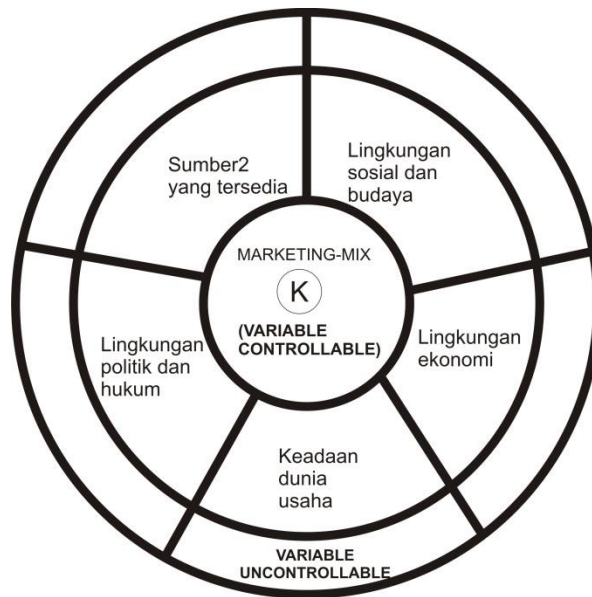 Sumber2
yang tersedia
Lingkungan
sosial dan
budaya
MARKETING-MIX
K
(VARIABLE
CONTROLLABLE)
Lingkungan
politik dan
hukum
Lingkungan
ekonomi
Keadaan
dunia
usaha
VARIABLE
UNCONTROLLABLE